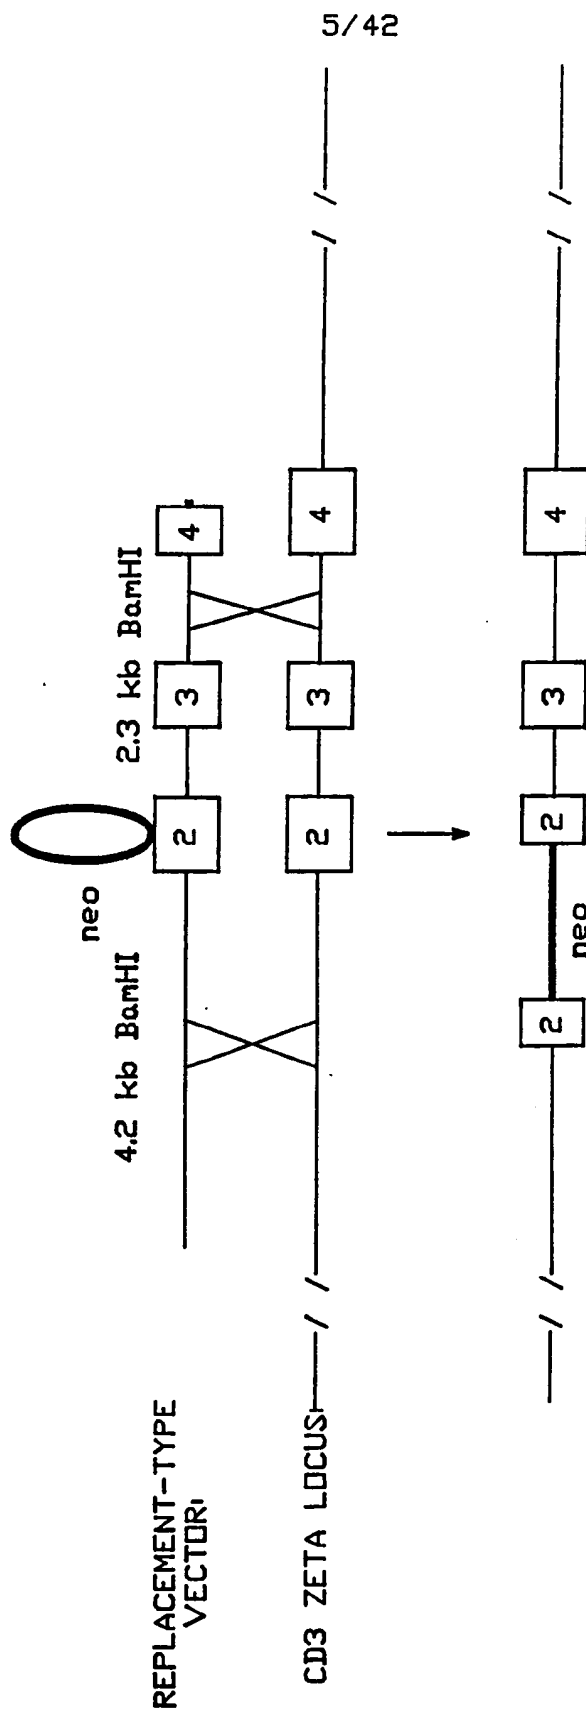 5/42
neo
4.2 kb BamHI
2.3 kb BamHI
REPLACEMENT-TYPE
VECTOR:
2
3
4
CD3 ZETA LOCUS:
2
3
4
2
neo
2
3
4